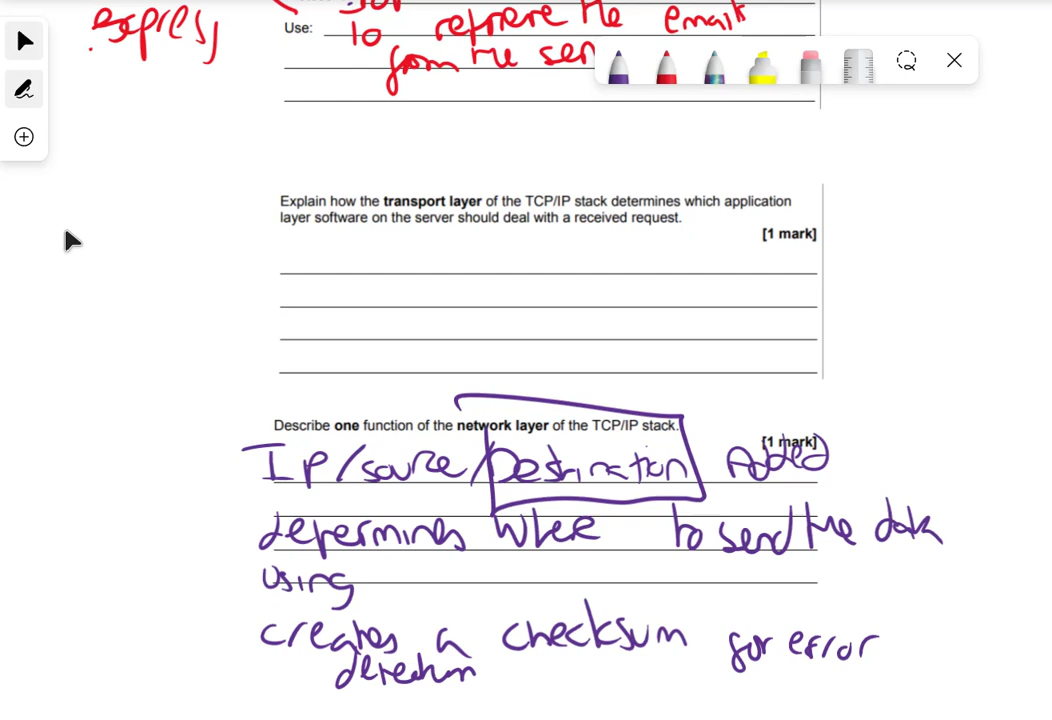 for
express
Use: to retrieve the email
from the ser
Explain how the transport layer of the TCP/IP stack determines which application
layer software on the server should deal with a received request.
[1 mark]
Describe one function of the network layer of the TCP/IP stack.
[1 mark]
IP/source/Destination Added
determines where to send the data
using
creates a checksum for error
detection